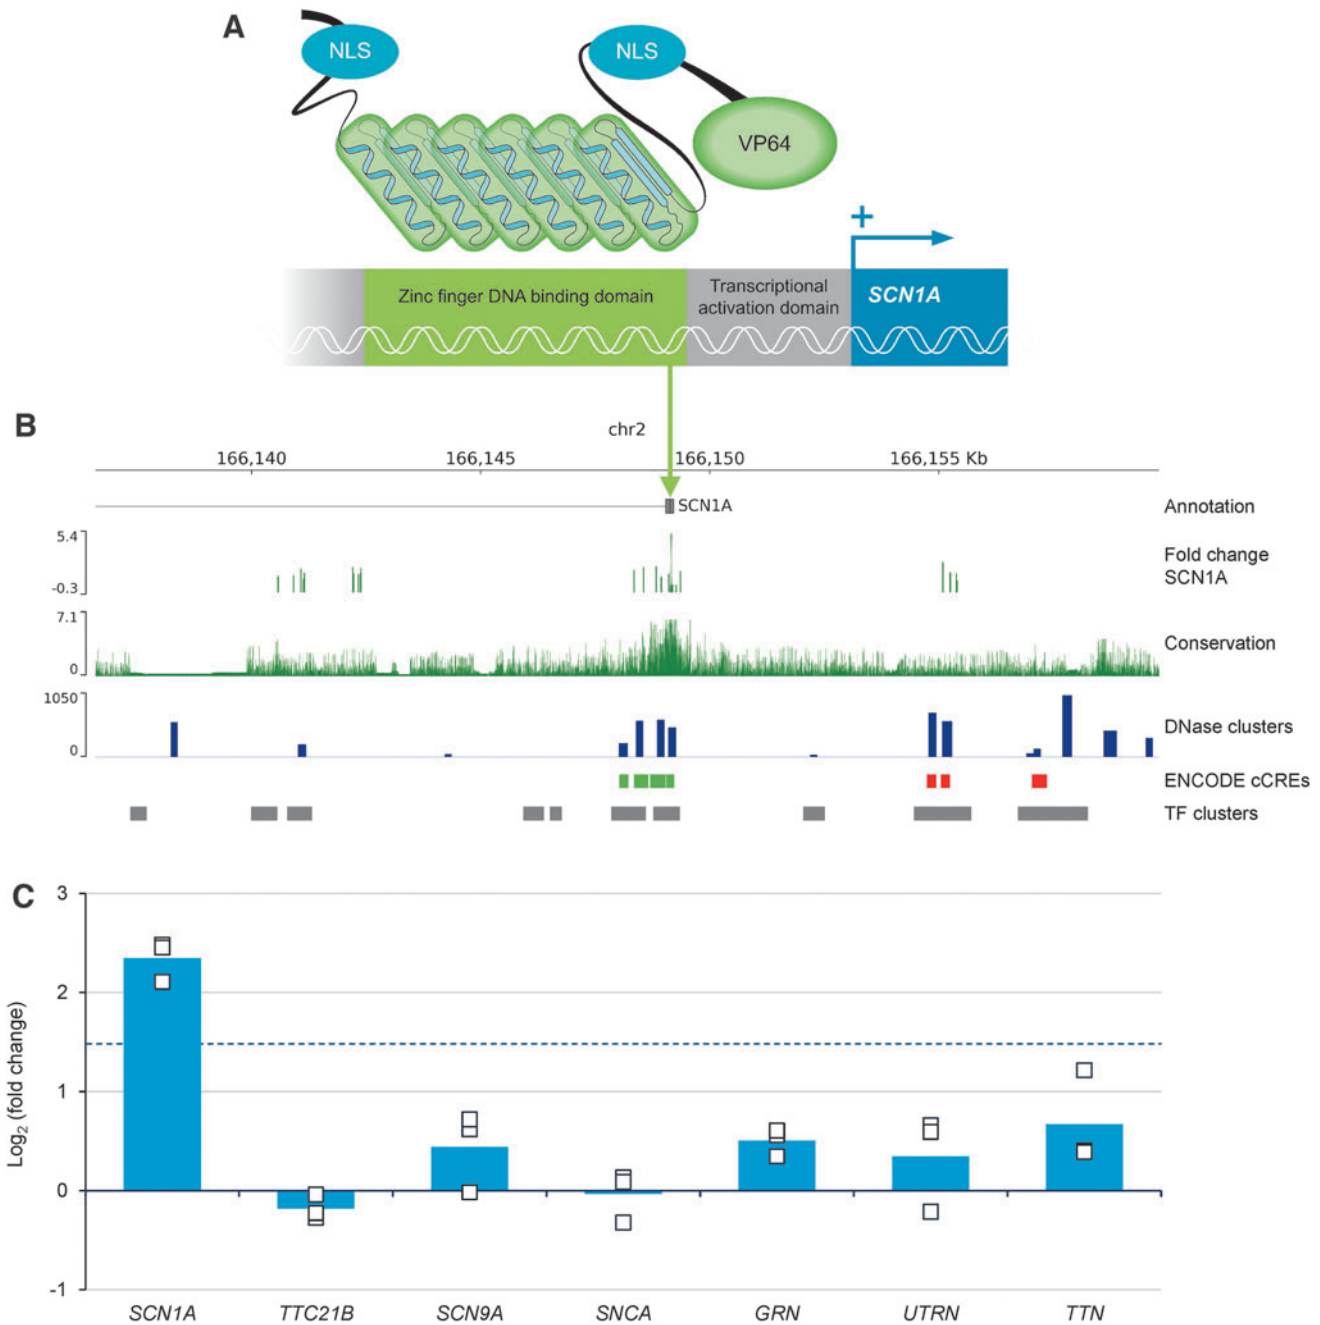 A
NLS
NLS
VP64
+
Zinc finger DNA binding domain
Transcriptional
activation domain
SCN1A
B
chr2
166,140
166,145
166,150
166,155 Kb
SCN1A
Annotation
5.4
-0.3
Fold change
SCN1A
7.1
0
Conservation
1050
0
DNase clusters
ENCODE cCREs
TF clusters
C
Log2 (fold change)
3
2
1
0
-1
SCN1A
TTC21B
SCN9A
SNCA
GRN
UTRN
TTN